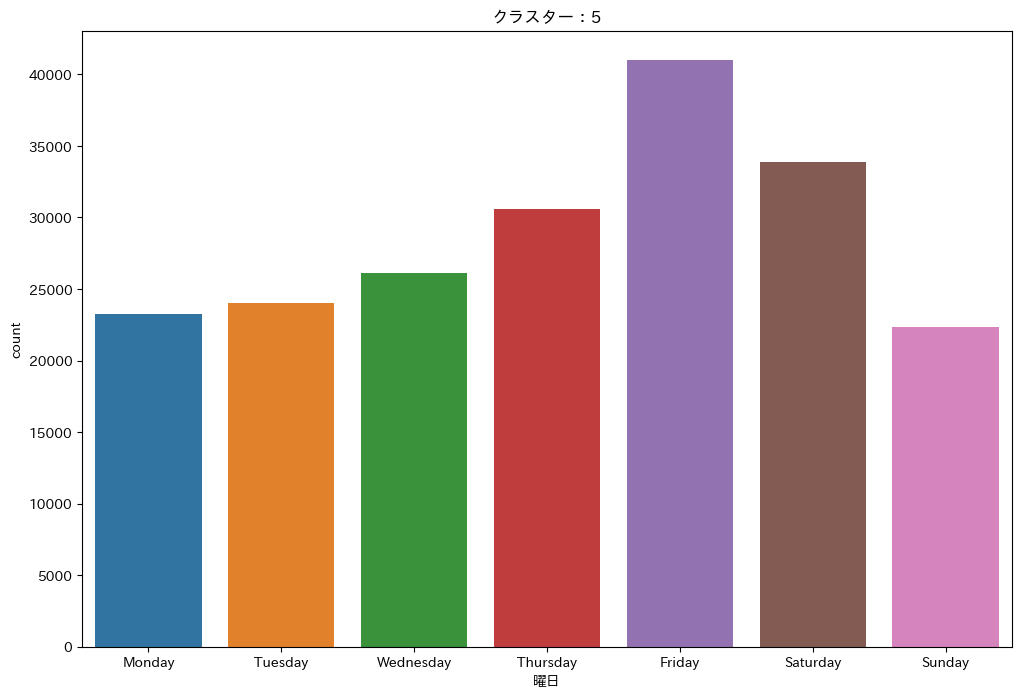 クラスター：5
count
40000
35000
30000
25000
20000
15000
10000
5000
0
Monday Tuesday Wednesday Thursday Friday Saturday Sunday
曜日